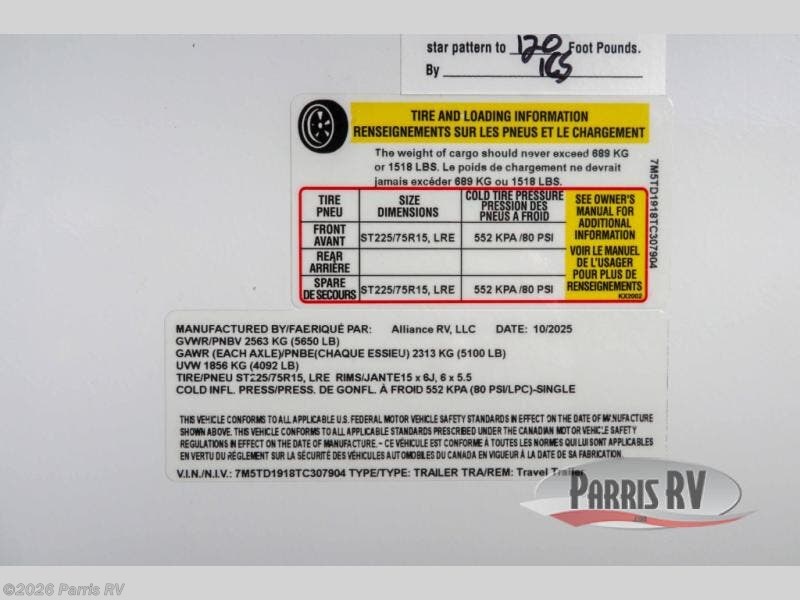 star pattern to 120 Foot Pounds.
By
TIRE AND LOADING INFORMATION
RENSEIGNEMENTS SUR LES PNEUS ET LE CHARGEMENT
The weight of cargo should never exceed 689 KG
or 1518 LBS. Le poids de chargement ne devrait
jamais excéder 689 KG ou 1518 LBS.
TIRE
PNEU
SIZE
DIMENSIONS
COLD TIRE PRESSURE
PRESSION DES
PNEUS A FROID
FRONT
AVANT
ST225/75R15, LRE
552 KPA /80 PSI
REAR
ARRIÈRE
SPARE
DE SECOURS
ST225/75R15, LRE
552 KPA /80 PSI
SEE OWNER'S
MANUAL FOR
ADDITIONAL
INFORMATION
VOIR LE MANUEL
DE L'USAGER
POUR PLUS DE
RENSEIGNEMENTS
KX2002
7M5TD1918TC307904
MANUFACTURED BY/FAERIQUÉ PAR: Alliance RV, LLC DATE: 10/2025
GVWR/PNBV 2563 KG (5650 LB)
GAWR (EACH AXLE)/PNBE(CHAQUE ESSIEU) 2313 KG (5100 LB)
UVW 1856 KG (4092 LB)
TIRE/PNEU ST225/75R15, LRE RIMS/JANTE15 x 6J, 6 x 5.5
COLD INFL. PRESS/PRESS. DE GONFL. À FROID 552 KPA (80 PSI/LPC)-SINGLE
THIS VEHICLE CONFORMS TO ALL APPLICABLE U.S. FEDERAL MOTOR VEHICLE SAFETY STANDARDS IN EFFECT ON THE DATE OF MANUFACTURE
SHOWN ABOVE. THIS VEHICLE CONFORMS TO ALL APPLICABLE STANDARDS PRESCRIBED UNDER THE CANADIAN MOTOR VEHICLE SAFETY
REGULATIONS IN EFFECT ON THE DATE OF MANUFACTURE. - CE VÉHICULE EST CONFORME À TOUTES LES NORMES QUI LUI SONT APPLICABLES
EN VERTU DU RÈGLEMENT SUR LA SÉCURITÉ DES VÉHICULES AUTOMOBILES DU CANADA EN VIGUEUR À LA DATE DE SA FABRICATION.
V.I.N./N.I.V.: 7M5TD1918TC307904 TYPE/TYPE: TRAILER TRA/REM: Travel Trailer
PARRIS RV
©2026 Parris RV